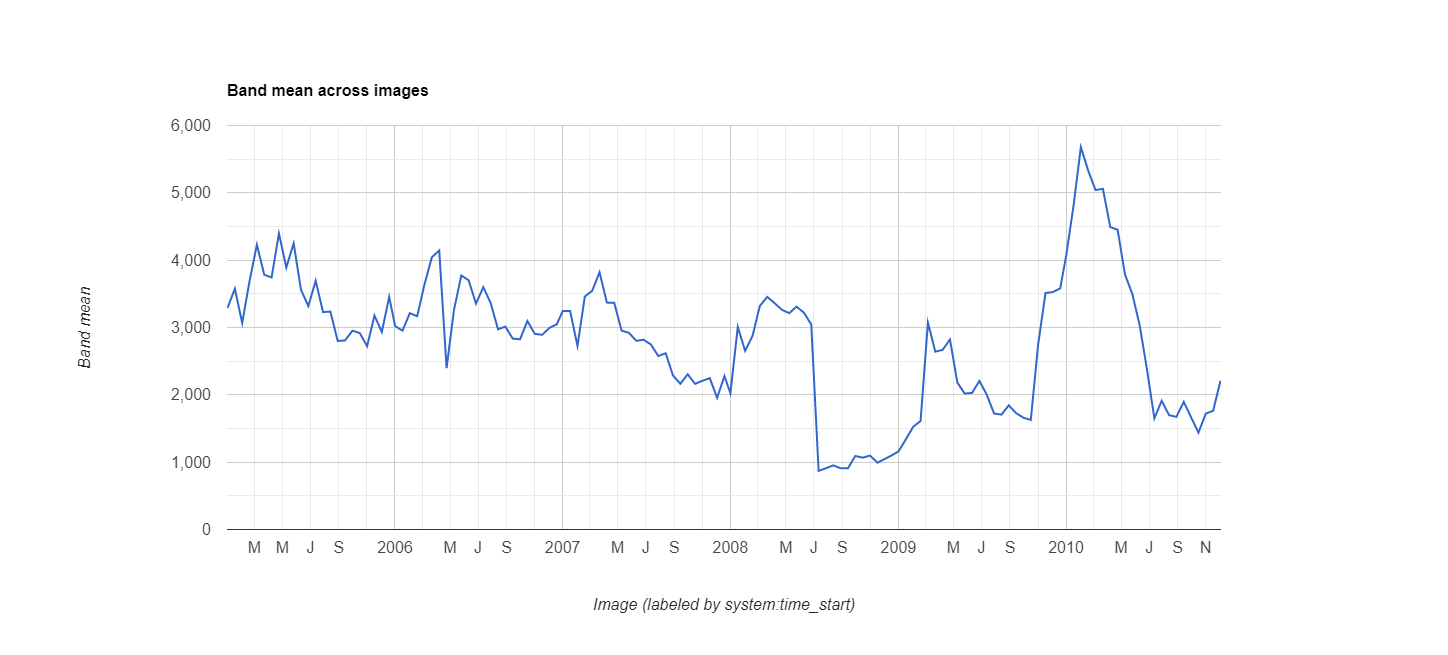 Band mean across images
6,000
5,000
4,000
3,000
2,000
1,000
0
Band mean
M M J S 2006 M J S 2007 M J S 2008 M J S 2009 M J S 2010 M J S N
Image (labeled by system:time_start)